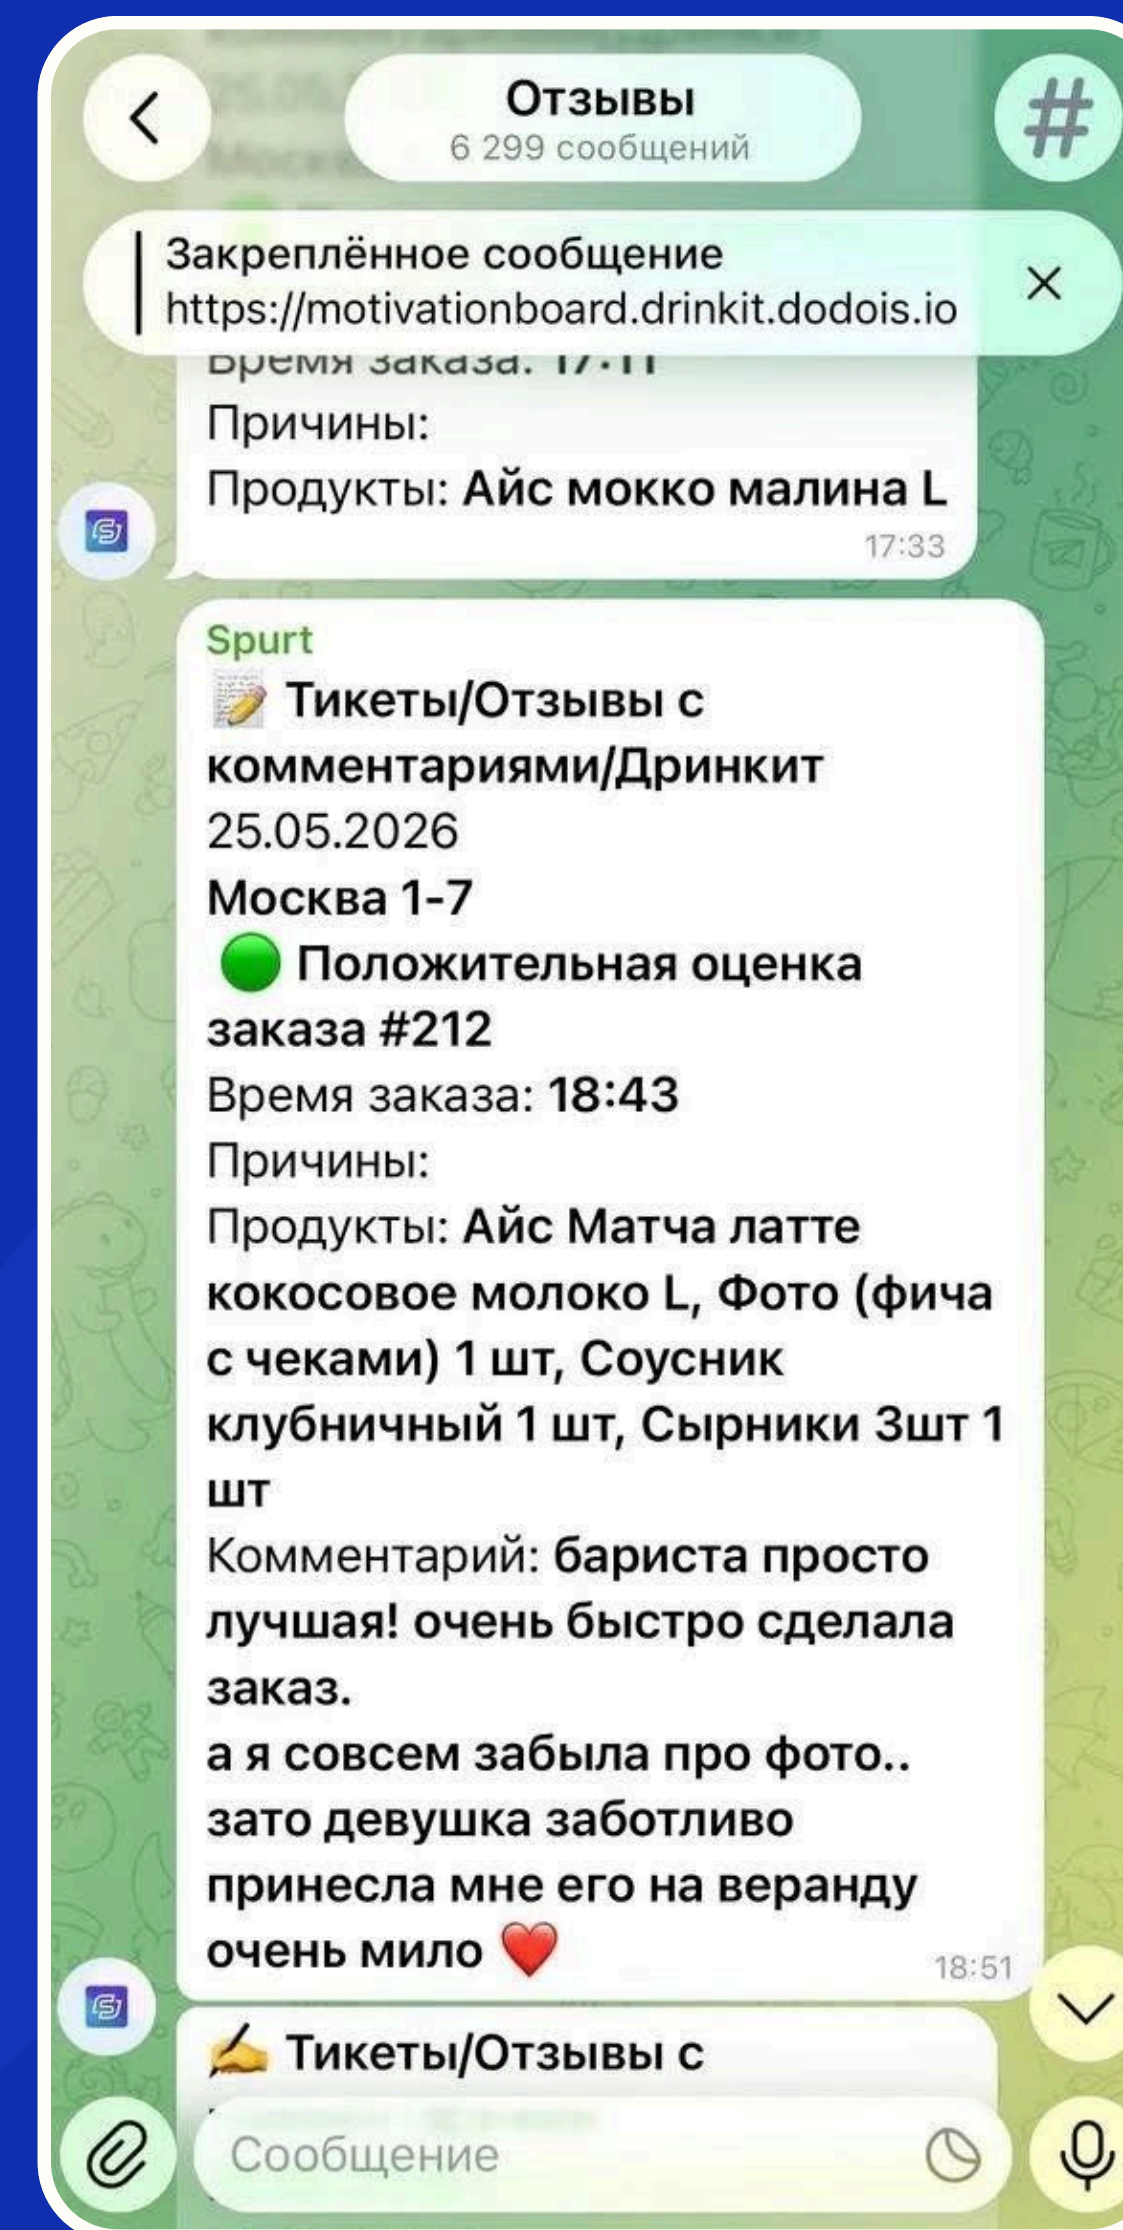 Отзывы
6 299 сообщений
#
Закреплённое сообщение
https://motivationboard.drinkit.dodois.io
Время заказа: 17:11
Причины:
Продукты: Айс мокко малина L
17:33
Spurt
📝 Тикеты/Отзывы с
комментариями/Дринкит
25.05.2026
Москва 1-7
🟢 Положительная оценка
заказа #212
Время заказа: 18:43
Причины:
Продукты: Айс Матча латте
кокосовое молоко L, Фото (фича
с чеками) 1 шт, Соусник
клубничный 1 шт, Сырники 3шт 1
шт
Комментарий: бариста просто
лучшая! очень быстро сделала
заказ.
а я совсем забыла про фото..
зато девушка заботливо
принесла мне его на веранду
очень мило ❤️
18:51
✍️ Тикеты/Отзывы с
Сообщение